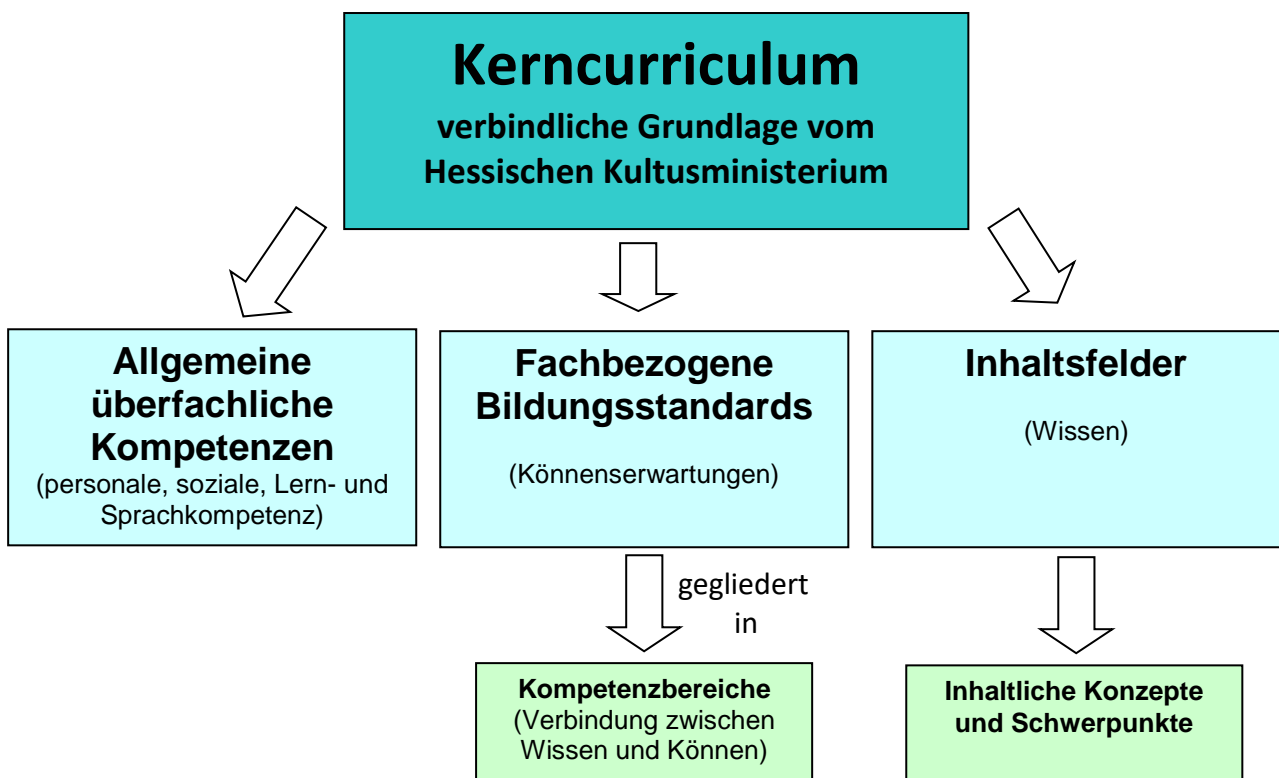 Kerncurriculum
verbindliche Grundlage vom
Hessischen Kultusministerium
Allgemeine
überfachliche
Kompetenzen
(personale, soziale, Lern- und
Sprachkompetenz)
Fachbezogene
Bildungsstandards
(Könnenserwartungen)
Inhaltsfelder
(Wissen)
gegliedert
in
Kompetenzbereiche
(Verbindung zwischen
Wissen und Können)
Inhaltliche Konzepte
und Schwerpunkte